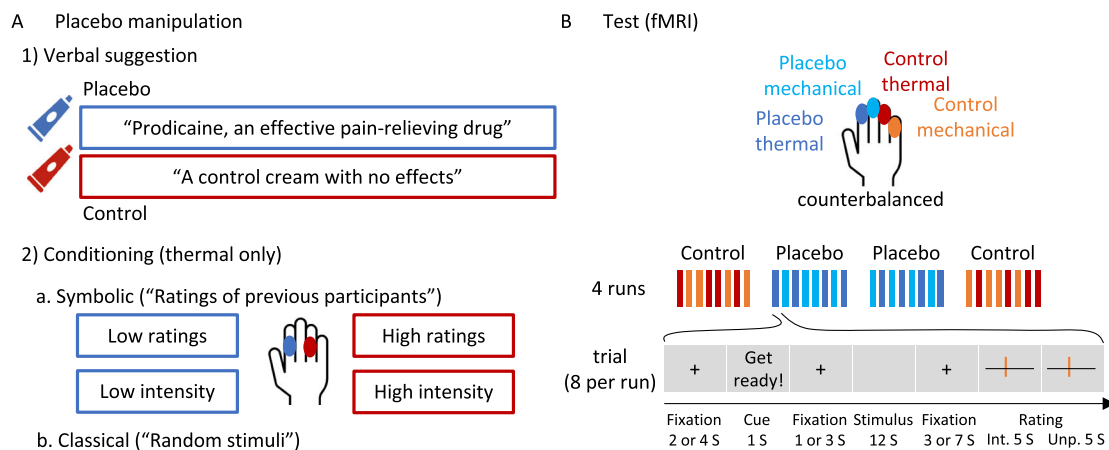 A Placebo manipulation
1) Verbal suggestion
Placebo
“Prodicaine, an effective pain-relieving drug”
“A control cream with no effects”
Control
2) Conditioning (thermal only)
a. Symbolic (“Ratings of previous participants”)
Low ratings
High ratings
Low intensity
High intensity
b. Classical (“Random stimuli”)
B Test (fMRI)
Placebo
mechanical
Control
thermal
Placebo
thermal
Control
mechanical
counterbalanced
Control Placebo Placebo Control
4 runs
trial
(8 per run)
+
Get
ready!
+
+
Fixation Cue Fixation Stimulus Fixation Rating
2 or 4 S 1 S 1 or 3 S 12 S 3 or 7 S Int. 5 S Unp. 5 S